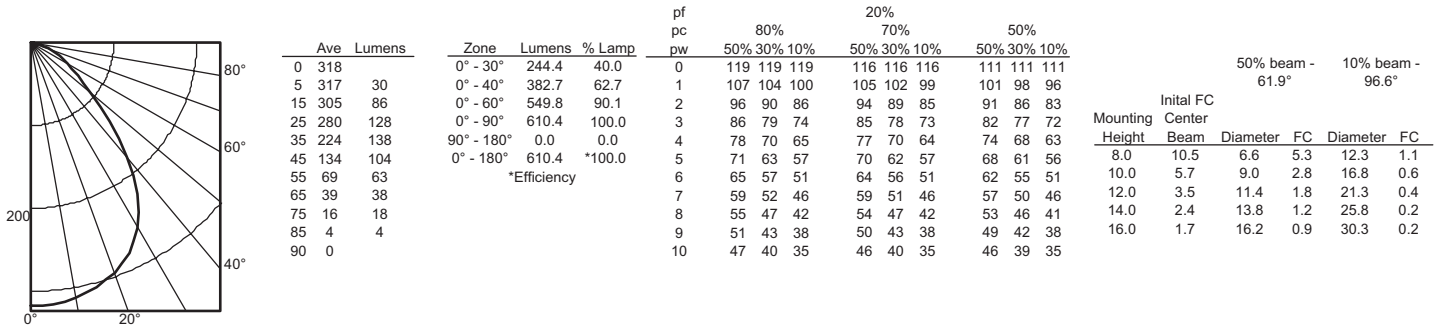 80°
60°
200
40°
0°
20°
Ave Lumens
0 318
5 317 30
15 305 86
25 280 128
35 224 138
45 134 104
55 69 63
65 39 38
75 16 18
85 4 4
90 0
Zone Lumens % Lamp
0° - 30° 244.4 40.0
0° - 40° 382.7 62.7
0° - 60° 549.8 90.1
0° - 90° 610.4 100.0
90° - 180° 0.0 0.0
0° - 180° 610.4 *100.0
*Efficiency
pf 20%
pc 80% 70% 50%
pw 50% 30% 10% 50% 30% 10% 50% 30% 10%
0 119 119 119 116 116 116 111 111 111
1 107 104 100 105 102 99 101 98 96
2 96 90 86 94 89 85 91 86 83
3 86 79 74 85 78 73 82 77 72
4 78 70 65 77 70 64 74 68 63
5 71 63 57 70 62 57 68 61 56
6 65 57 51 64 56 51 62 55 51
7 59 52 46 59 51 46 57 50 46
8 55 47 42 54 47 42 53 46 41
9 51 43 38 50 43 38 49 42 38
10 47 40 35 46 40 35 46 39 35
50% beam - 10% beam -
61.9° 96.6°
Inital FC
Mounting Center
Height Beam Diameter FC Diameter FC
8.0 10.5 6.6 5.3 12.3 1.1
10.0 5.7 9.0 2.8 16.8 0.6
12.0 3.5 11.4 1.8 21.3 0.4
14.0 2.4 13.8 1.2 25.8 0.2
16.0 1.7 16.2 0.9 30.3 0.2